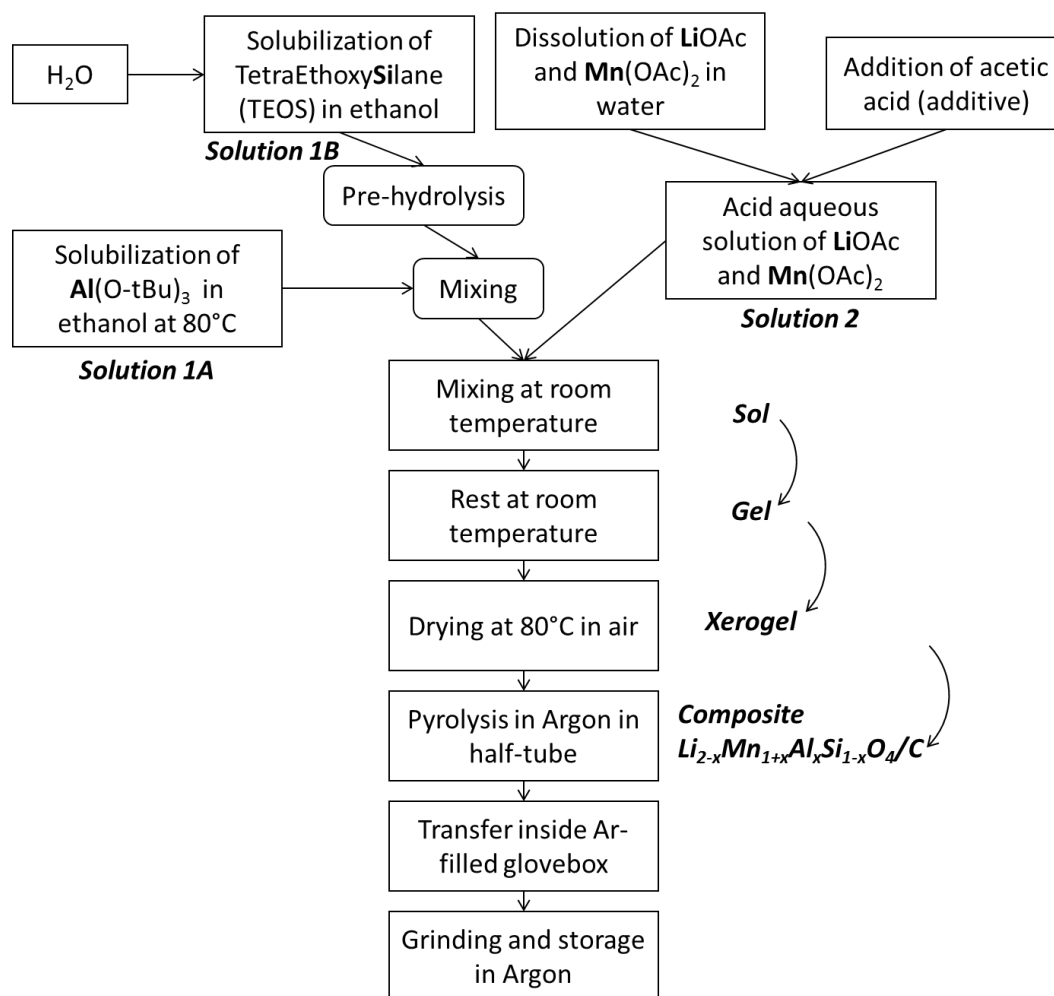 H₂O
Solubilization of
TetraEthoxySilane
(TEOS) in ethanol
Solution 1B
Dissolution of LiOAc
and Mn(OAc)₂ in
water
Addition of acetic
acid (additive)
Pre-hydrolysis
Acid aqueous
solution of LiOAc
and Mn(OAc)₂
Solution 2
Solubilization of
Al(O-tBu)₃ in
ethanol at 80°C
Solution 1A
Mixing
Mixing at room
temperature
Sol
Rest at room
temperature
Gel
Drying at 80°C in air
Xerogel
Pyrolysis in Argon in
half-tube
Composite
Li₂₋ₓMn₁₊ₓAlₓSi₁₋ₓO₄/C
Transfer inside Ar-
filled glovebox
Grinding and storage
in Argon